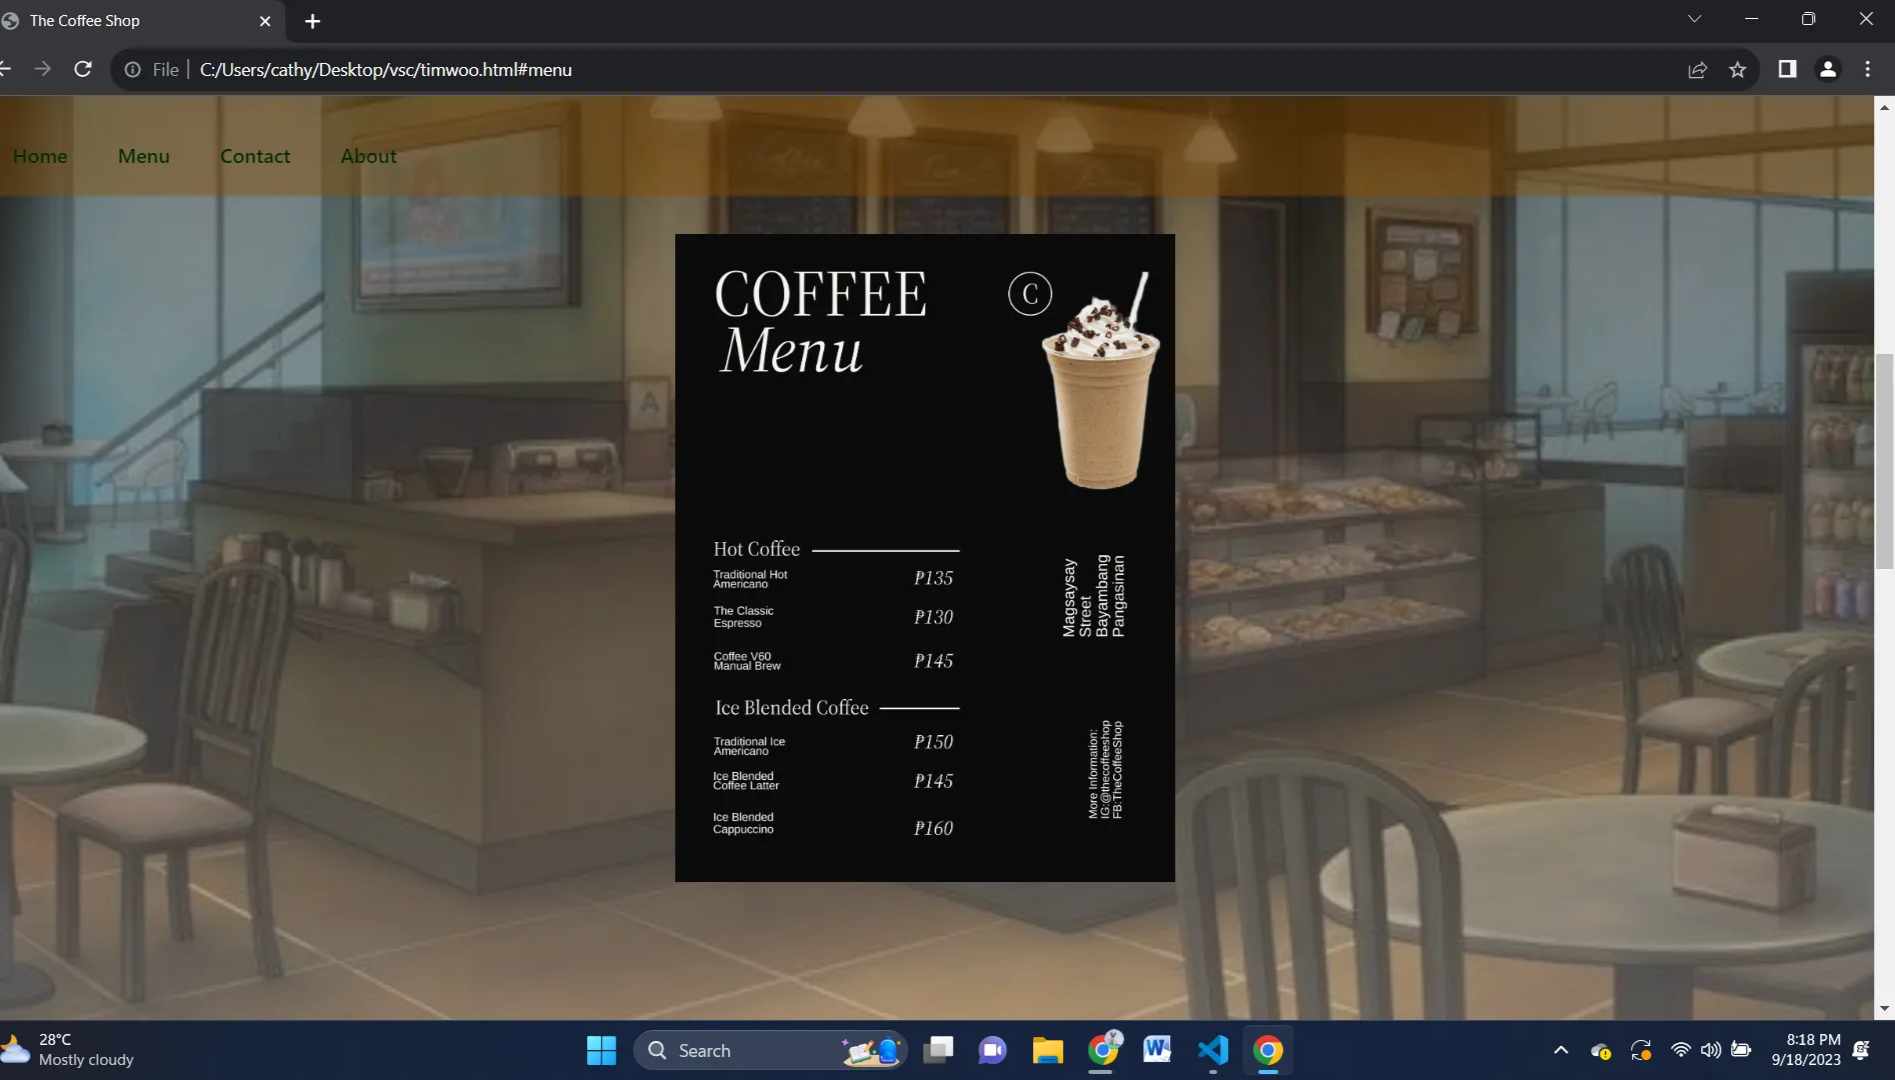 The Coffee Shop
File
C:/Users/cathy/Desktop/vsc/timwoo.html#menu
Home
Menu
Contact
About
COFFEE
Menu
C
Hot Coffee
Traditional Hot
Americano
₱135
The Classic
Espresso
₱130
Coffee V60
Manual Brew
₱145
Ice Blended Coffee
Traditional Ice
Americano
₱150
Ice Blended
Coffee Latter
₱145
Ice Blended
Cappuccino
₱160
Magsaysay
Street
Bayambang
Pangasinan
More Information:
IG:@thecoffeeshop
FB:TheCoffeeShop
A
28°C
Mostly cloudy
Search
8:18 PM
9/18/2023